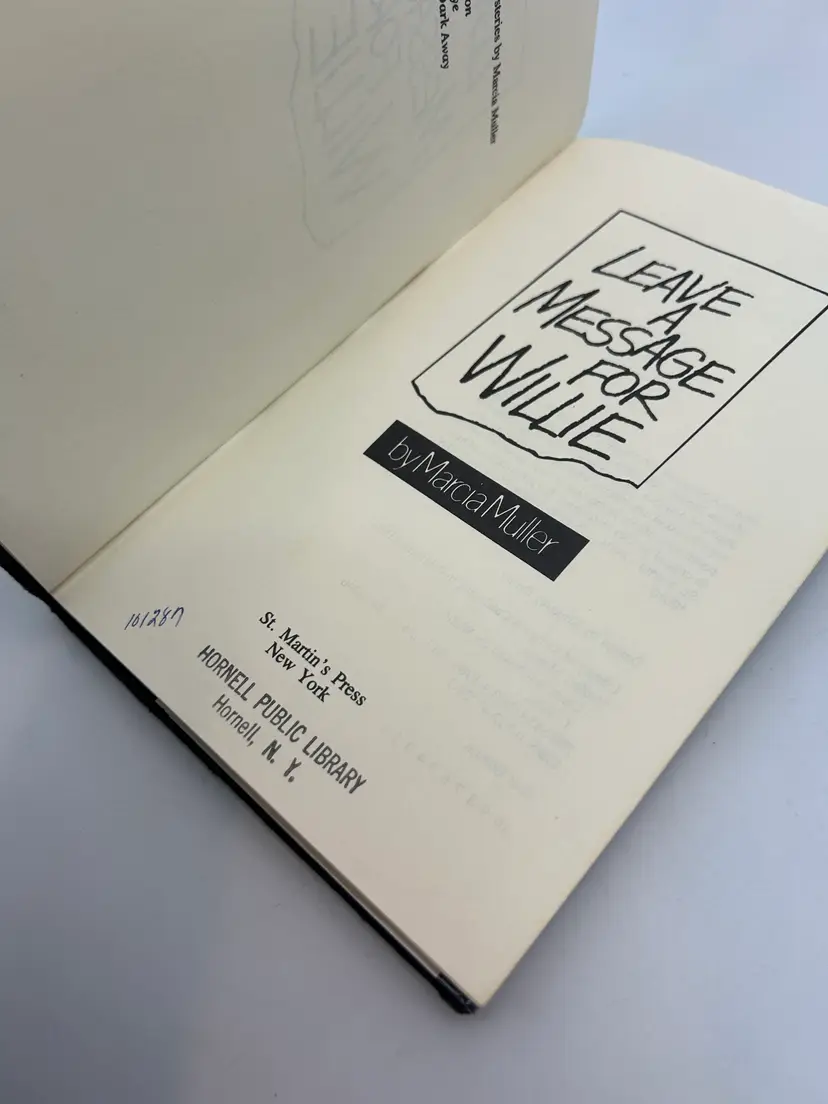 steries by Marcia Muller
on
ge
Dark Away
LEAVE
A
MESSAGE
FOR
WILLIE
by Marcia Muller
101287
St. Martin's Press
New York
HORNELL PUBLIC LIBRARY
Hornell, N. Y.